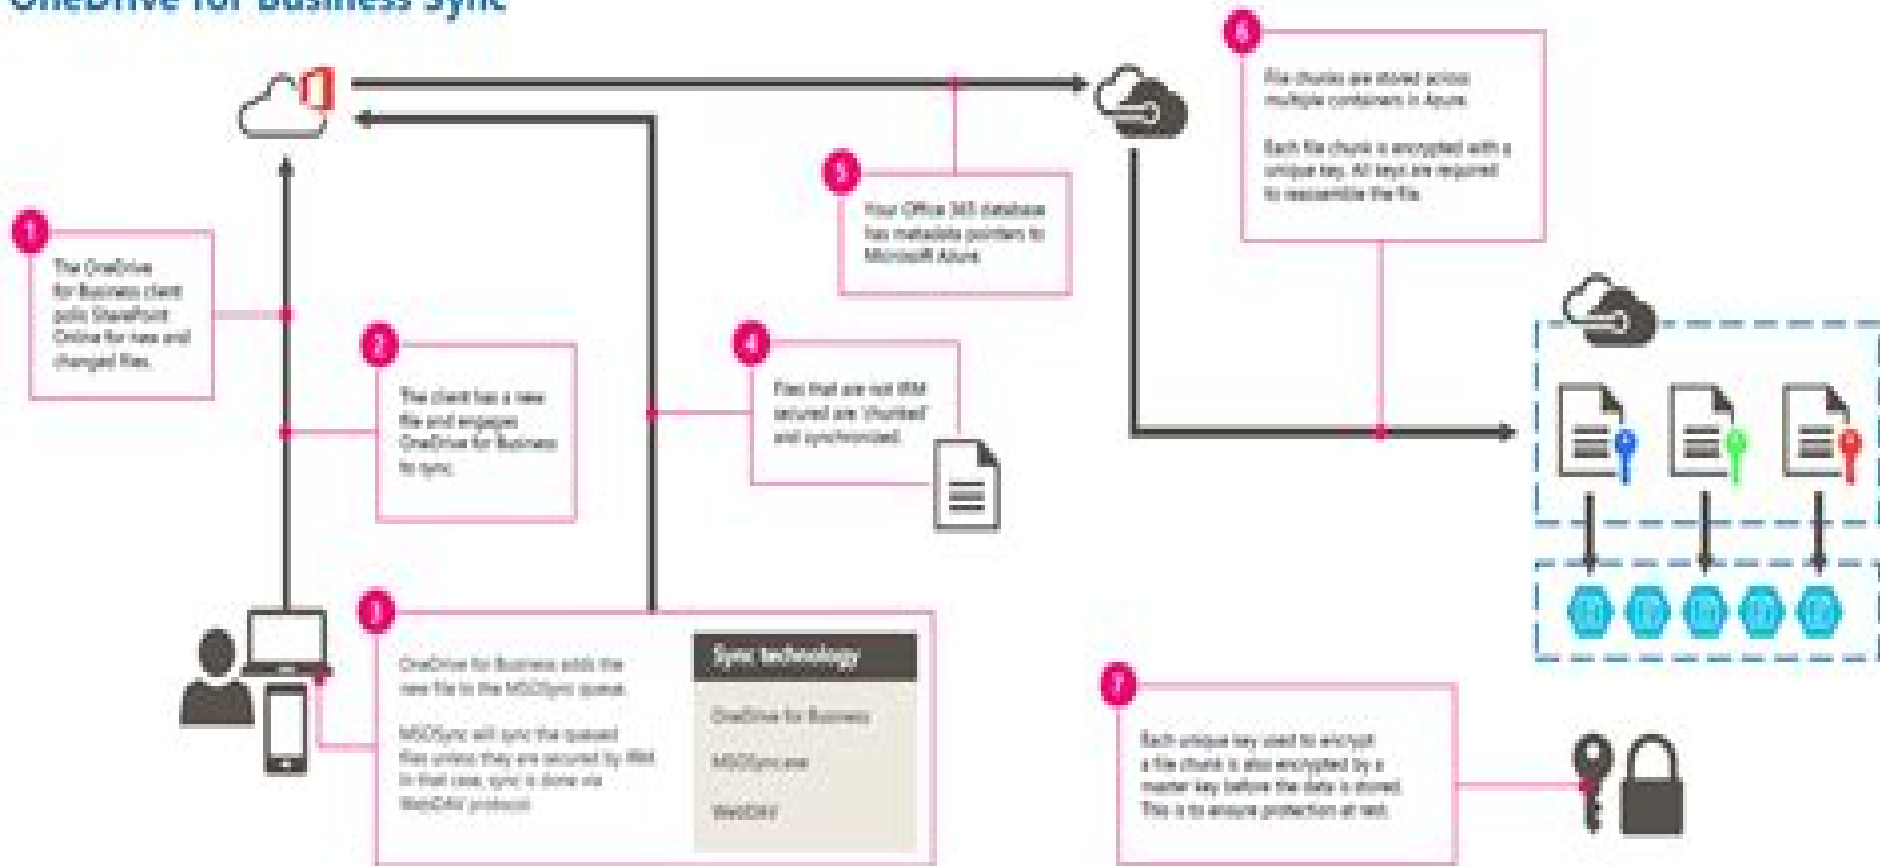 OneDrive for Business Sync
1
The OneDrive
for Business client
polls SharePoint
Online for new and
changed files.
2
The client has a new
file and engages
OneDrive for Business
to sync.
3
OneDrive for Business adds the
new file to the MSOSync queue.
MSOSync will sync the queued
files unless they are secured by IRM.
In that case, sync is done via
WebDAV protocol.
Sync technology
OneDrive for Business
MSOSync.exe
WebDAV
4
Files that are not IRM
secured are 'chunked'
and synchronized.
5
Your Office 365 database
has metadata pointers to
Microsoft Azure
6
File chunks are stored across
multiple containers in Azure.
Each file chunk is encrypted with a
unique key. All keys are required
to reassemble the file.
7
Each unique key used to encrypt
a file chunk is also encrypted by a
master key before the data is stored.
This is to ensure protection at rest.